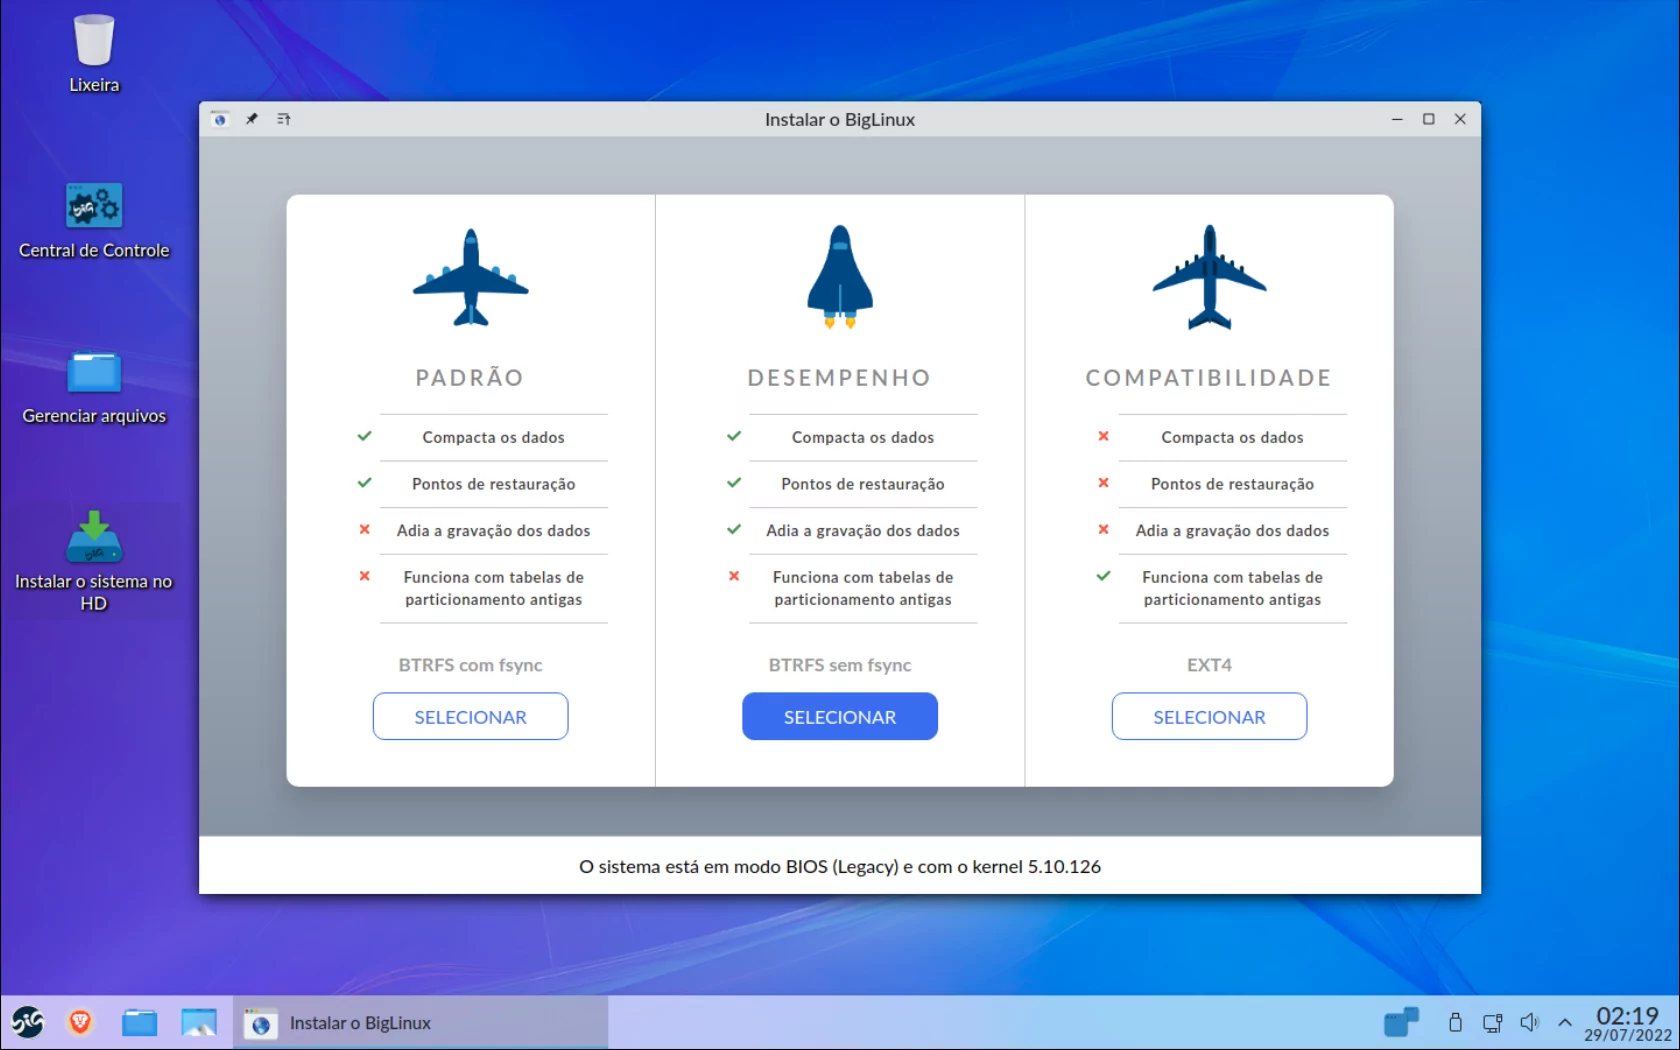 Lixeira
Central de Controle
Gerenciar arquivos
Instalar o sistema no
HD
Instalar o BigLinux
PADRÃO
Compacta os dados
Pontos de restauração
Adia a gravação dos dados
Funciona com tabelas de
particionamento antigas
BTRFS com fsync
SELECIONAR
DESEMPENHO
Compacta os dados
Pontos de restauração
Adia a gravação dos dados
Funciona com tabelas de
particionamento antigas
BTRFS sem fsync
SELECIONAR
COMPATIBILIDADE
Compacta os dados
Pontos de restauração
Adia a gravação dos dados
Funciona com tabelas de
particionamento antigas
EXT4
SELECIONAR
O sistema está em modo BIOS (Legacy) e com o kernel 5.10.126
BIG
Instalar o BigLinux
02:19
29/07/2022